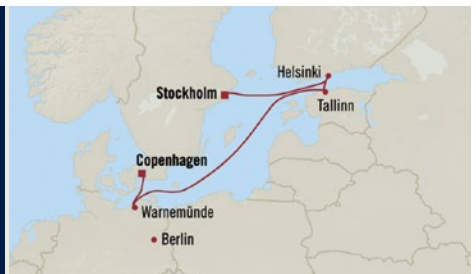 Helsinki
Stockholm
Tallinn
Copenhagen
Warnemünde
Berlin